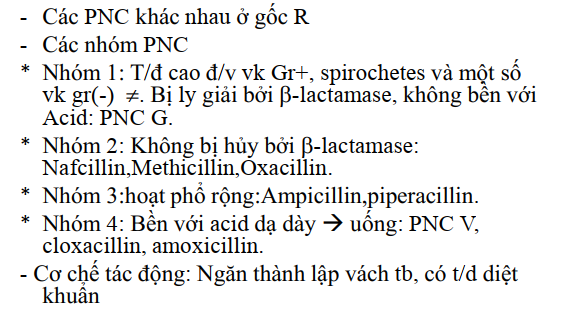 - Các PNC khác nhau ở gốc R
- Các nhóm PNC
* Nhóm 1: T/đ cao đ/v vk Gr+, spirochetes và một số
vk gr(-) ≠. Bị ly giải bởi β-lactamase, không bền với
Acid: PNC G.
* Nhóm 2: Không bị hủy bởi β-lactamase:
Nafcillin,Methicillin,Oxacillin.
* Nhóm 3:hoạt phổ rộng:Ampicillin,piperacillin.
* Nhóm 4: Bền với acid dạ dày → uống: PNC V,
cloxacillin, amoxicillin.
- Cơ chế tác động: Ngăn thành lập vách tb, có t/d diệt
khuẩn